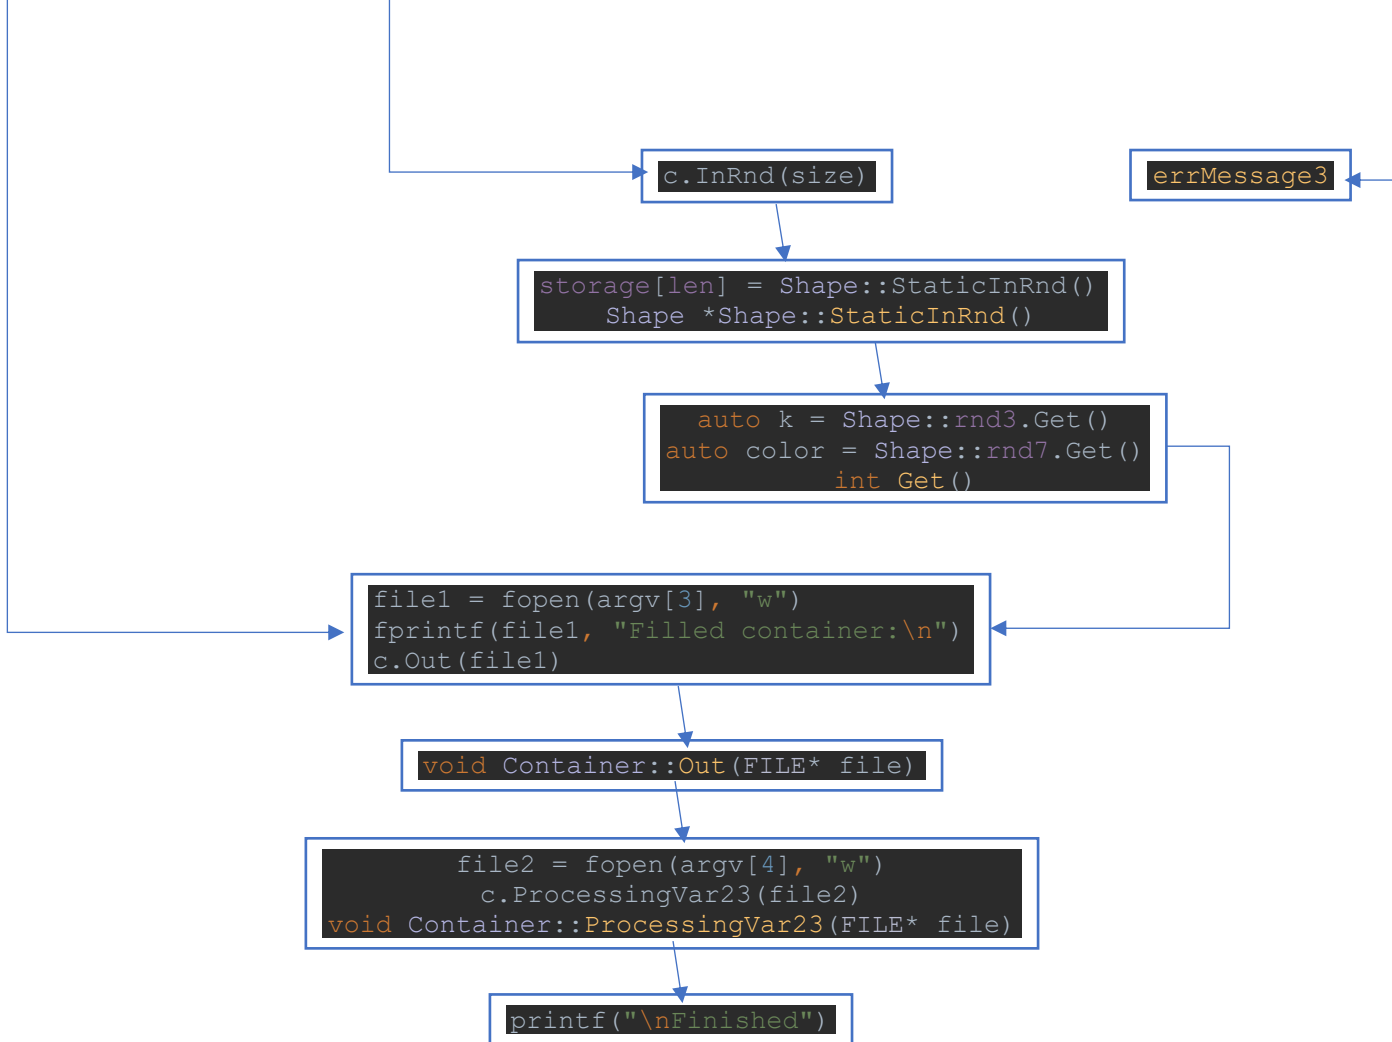 c.InRnd(size)
errMessage3
storage[len] = Shape::StaticInRnd()
Shape *Shape::StaticInRnd()
auto k = Shape::rnd3.Get()
auto color = Shape::rnd7.Get()
int Get()
file1 = fopen(argv[3], "w")
fprintf(file1, "Filled container:\n")
c.Out(file1)
void Container::Out(FILE* file)
file2 = fopen(argv[4], "w")
c.ProcessingVar23(file2)
void Container::ProcessingVar23(FILE* file)
printf("\nFinished")